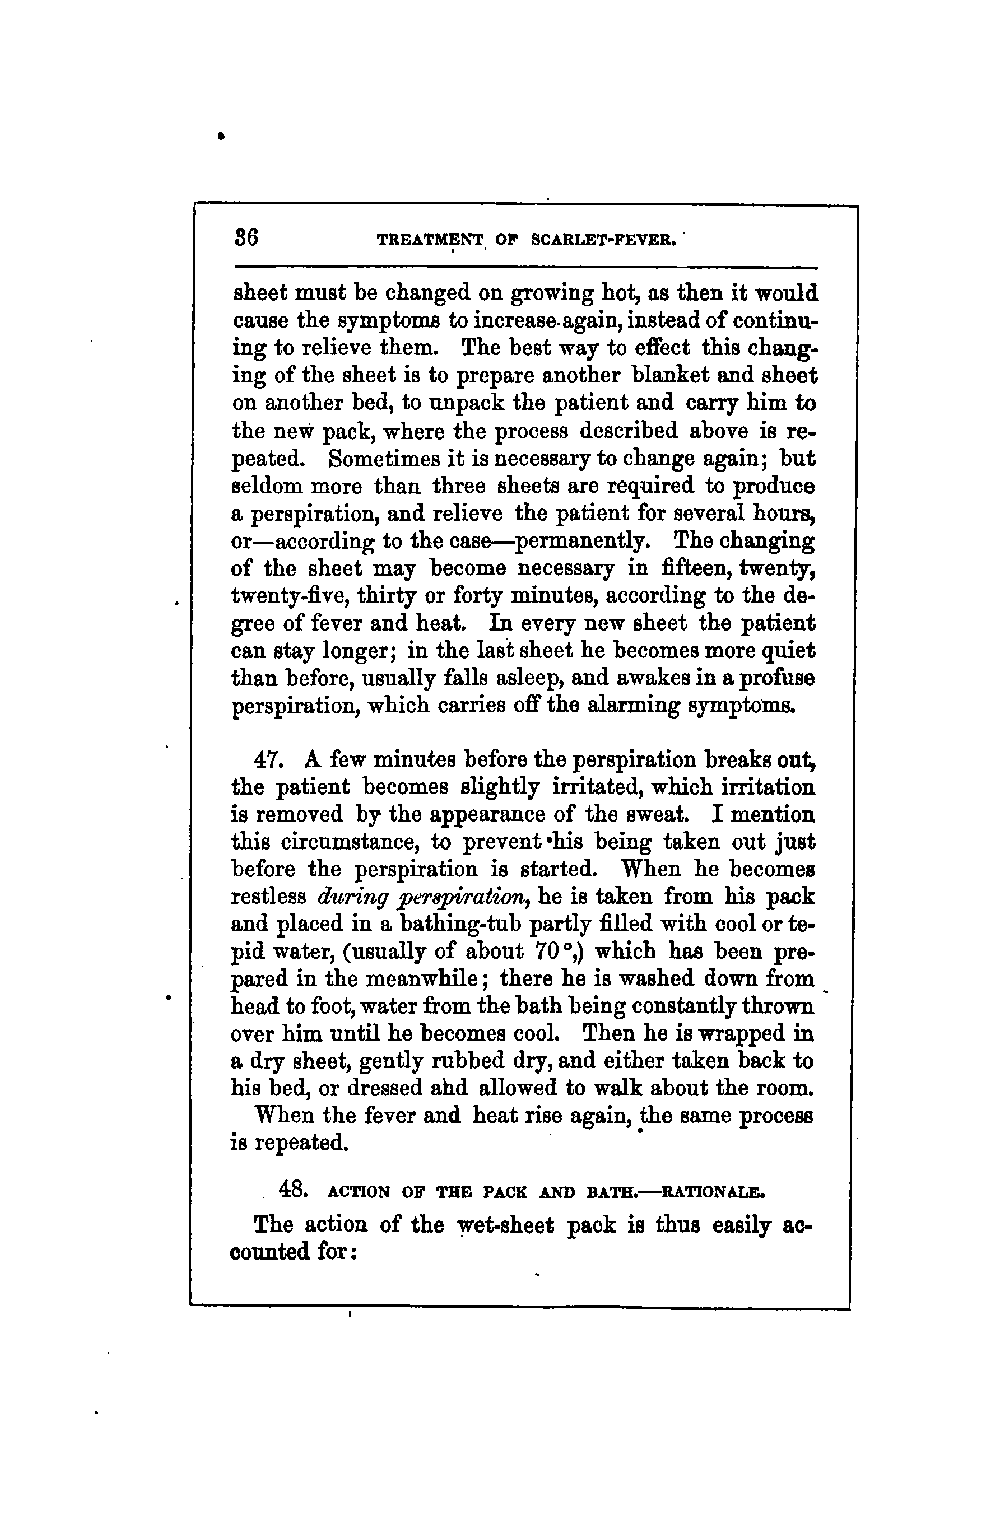 36 TREATMENT OF SCARLET-FEVER.
sheet must be changed on growing hot, as then it would
cause the symptoms to increase again, instead of continu-
ing to relieve them. The best way to effect this chang-
ing of the sheet is to prepare another blanket and sheet
on another bed, to unpack the patient and carry him to
the new pack, where the process described above is re-
peated. Sometimes it is necessary to change again; but
seldom more than three sheets are required to produce
a perspiration, and relieve the patient for several hours,
or—according to the case—permanently. The changing
of the sheet may become necessary in fifteen, twenty,
twenty-five, thirty or forty minutes, according to the de-
gree of fever and heat. In every new sheet the patient
can stay longer; in the last sheet he becomes more quiet
than before, usually falls asleep, and awakes in a profuse
perspiration, which carries off the alarming symptoms.
47. A few minutes before the perspiration breaks out,
the patient becomes slightly irritated, which irritation
is removed by the appearance of the sweat. I mention
this circumstance, to prevent his being taken out just
before the perspiration is started. When he becomes
restless during perspiration, he is taken from his pack
and placed in a bathing-tub partly filled with cool or te-
pid water, (usually of about 70°,) which has been pre-
pared in the meanwhile; there he is washed down from
head to foot, water from the bath being constantly thrown
over him until he becomes cool. Then he is wrapped in
a dry sheet, gently rubbed dry, and either taken back to
his bed, or dressed and allowed to walk about the room.
When the fever and heat rise again, the same process
is repeated.
48. ACTION OF THE PACK AND BATH.—RATIONALE.
The action of the wet-sheet pack is thus easily ac-
counted for: